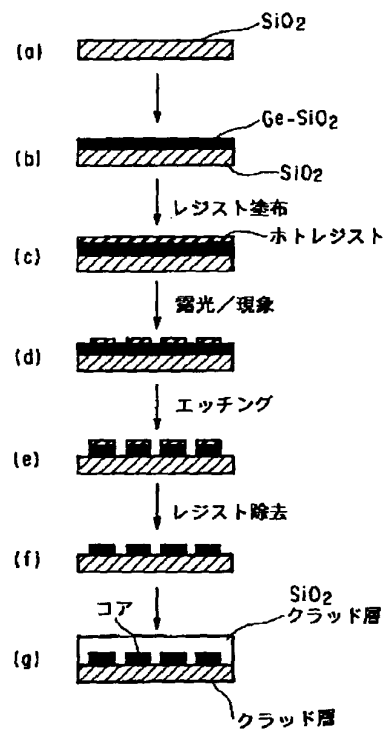 SiO₂
(a)
Ge-SiO₂
(b)
SiO₂
レジスト塗布
ホトレジスト
(c)
露光／現象
(d)
エッチング
(e)
レジスト除去
(f)
コア
SiO₂
クラッド層
(g)
クラッド層